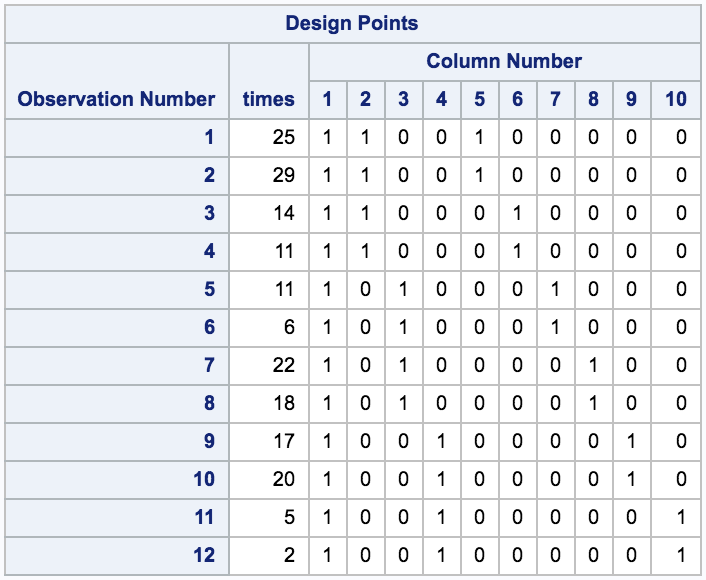 Design Points
Column Number
Observation Number times 1 2 3 4 5 6 7 8 9 10
1 25 1 1 0 0 1 0 0 0 0 0
2 29 1 1 0 0 1 0 0 0 0 0
3 14 1 1 0 0 0 1 0 0 0 0
4 11 1 1 0 0 0 1 0 0 0 0
5 11 1 0 1 0 0 0 1 0 0 0
6 6 1 0 1 0 0 0 1 0 0 0
7 22 1 0 1 0 0 0 0 1 0 0
8 18 1 0 1 0 0 0 0 1 0 0
9 17 1 0 0 1 0 0 0 0 1 0
10 20 1 0 0 1 0 0 0 0 1 0
11 5 1 0 0 1 0 0 0 0 0 1
12 2 1 0 0 1 0 0 0 0 0 1